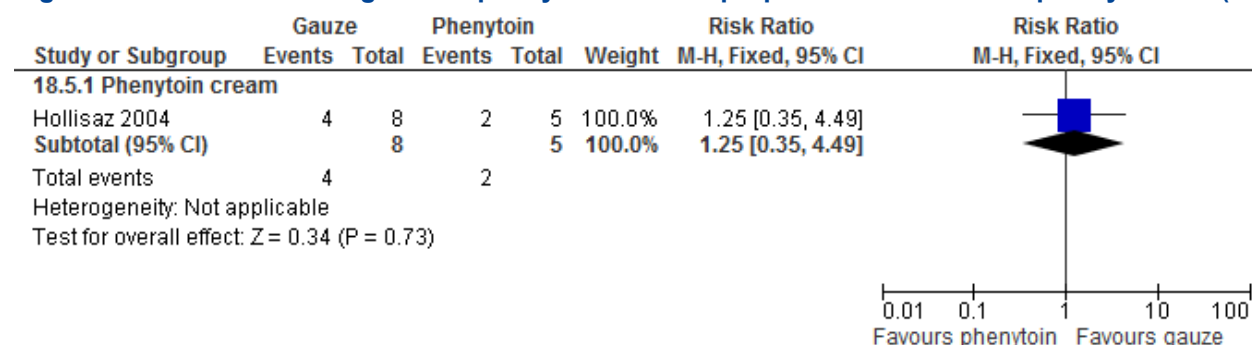 Gauze Phenytoin Risk Ratio Risk Ratio
Study or Subgroup Events Total Events Total Weight M-H, Fixed, 95% CI M-H, Fixed, 95% CI
18.5.1 Phenytoin cream
Hollisaz 2004 4 8 2 5 100.0% 1.25 [0.35, 4.49]
Subtotal (95% CI) 8 5 100.0% 1.25 [0.35, 4.49]
Total events 4 2
Heterogeneity: Not applicable
Test for overall effect: Z = 0.34 (P = 0.73)
0.01 0.1 1 10 100
Favours phenytoin Favours gauze